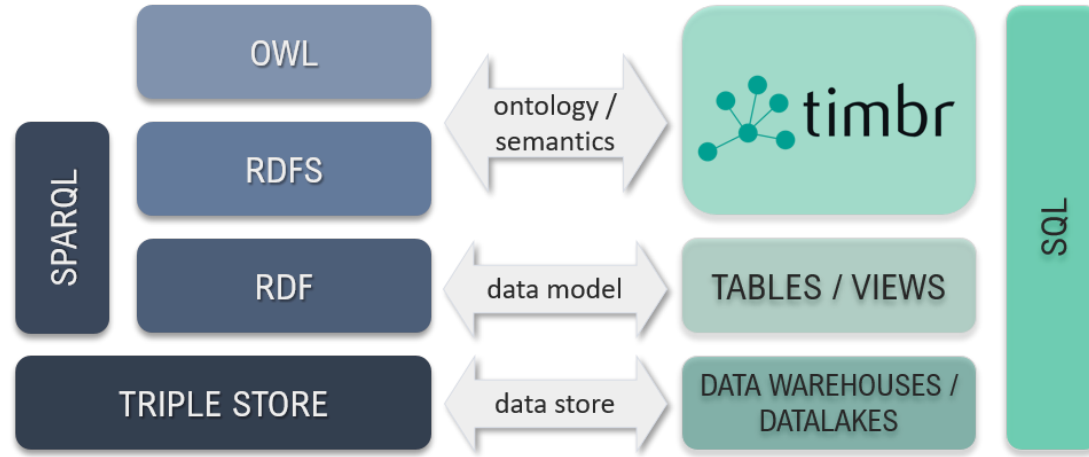 OWL
ontology /
semantics
timbr
SPARQL
RDFS
SQL
RDF
data model
TABLES / VIEWS
TRIPLE STORE
data store
DATA WAREHOUSES /
DATALAKES